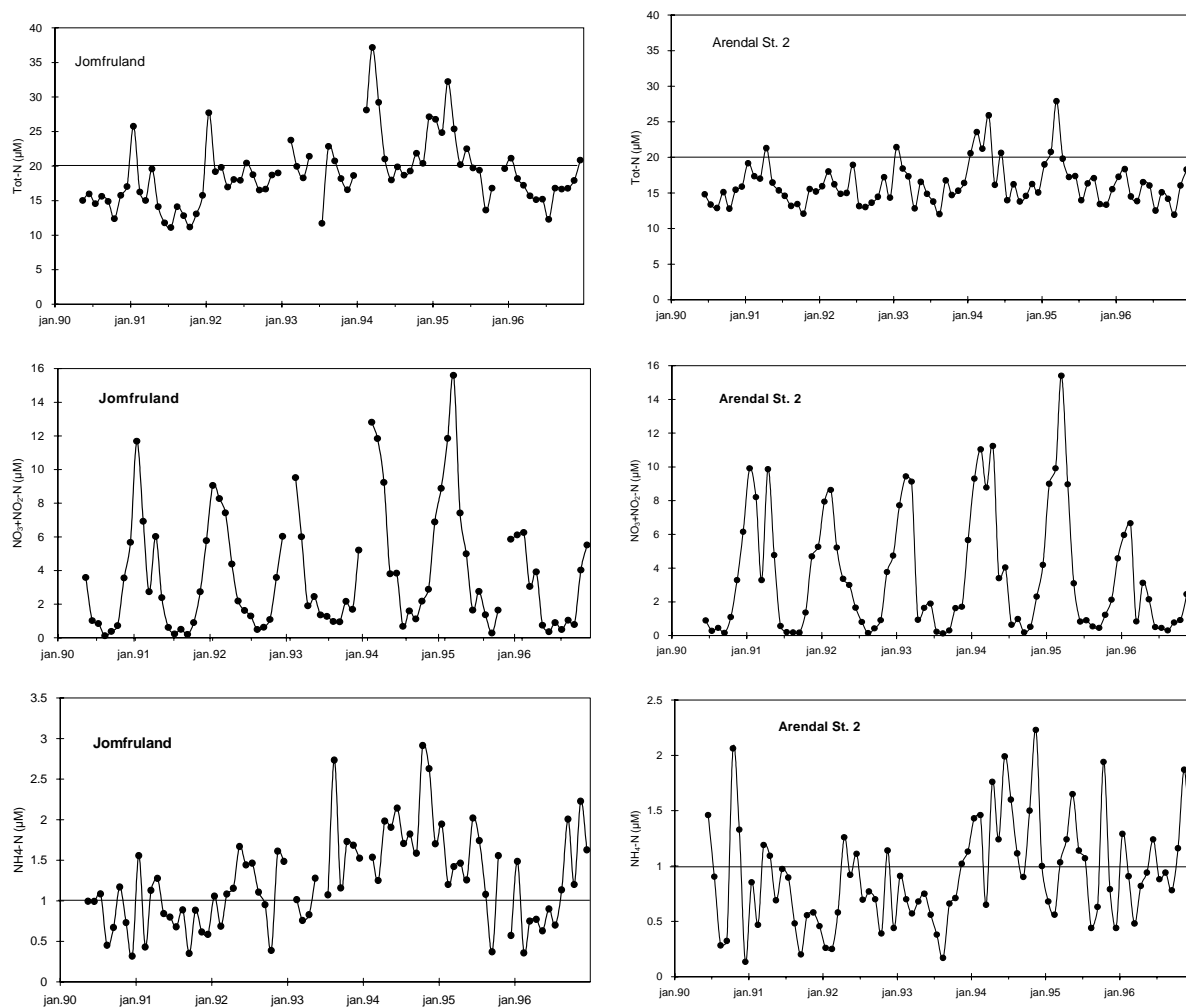 40
35
30
25
20
15
10
5
0
Tot-N (µM)
Jomfruland
jan.90 jan.91 jan.92 jan.93 jan.94 jan.95 jan.96
40
35
30
25
20
15
10
5
0
Tot-N (µM)
Arendal St. 2
jan.90 jan.91 jan.92 jan.93 jan.94 jan.95 jan.96
16
14
12
10
8
6
4
2
0
NO₃+NO₂-N (µM)
Jomfruland
jan.90 jan.91 jan.92 jan.93 jan.94 jan.95 jan.96
16
14
12
10
8
6
4
2
0
NO₃+NO₂-N (µM)
Arendal St. 2
jan.90 jan.91 jan.92 jan.93 jan.94 jan.95 jan.96
3.5
3
2.5
2
1.5
1
0.5
0
NH4-N (µM)
Jomfruland
jan.90 jan.91 jan.92 jan.93 jan.94 jan.95 jan.96
2.5
2
1.5
1
0.5
0
NH₄-N (µM)
Arendal St. 2
jan.90 jan.91 jan.92 jan.93 jan.94 jan.95 jan.96